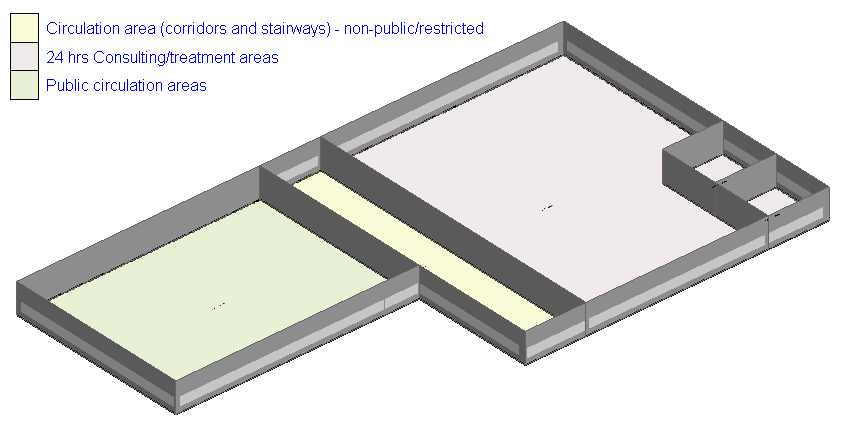 Circulation area (corridors and stairways) - non-public/restricted
24 hrs Consulting/treatment areas
Public circulation areas